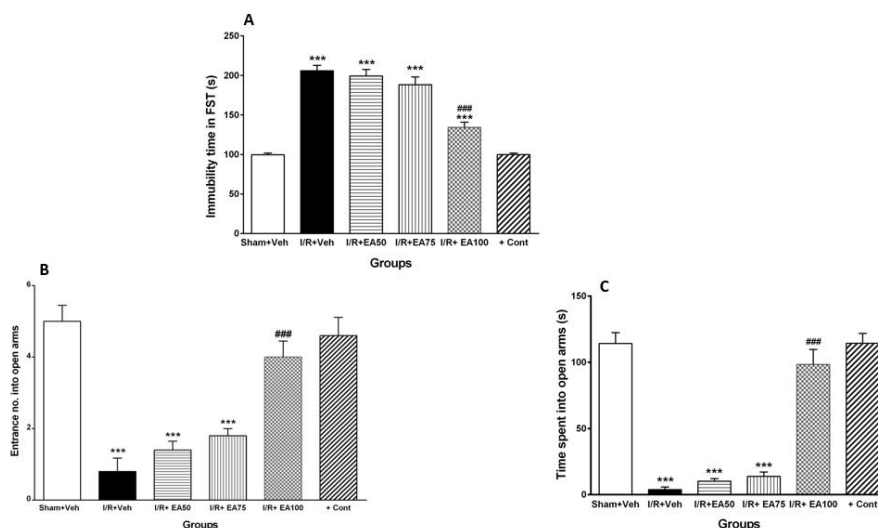 A
Immubility time in FST (s)
250
200
150
100
50
0
***
***
***
###
***
Sham+Veh I/R+Veh I/R+EA50 I/R+EA75 I/R+ EA100 + Cont
Groups
B
Entrance no. into open arms
6
4
2
0
***
***
***
###
Sham+Veh I/R+Veh I/R+ EA50 I/R+ EA75 I/R+ EA100 + Cont
Groups
C
Time spent into open arms (s)
150
100
50
0
***
***
***
###
Sham+Veh I/R+Veh I/R+ EA50 I/R+ EA75 I/R+ EA100 + Cont
Groups